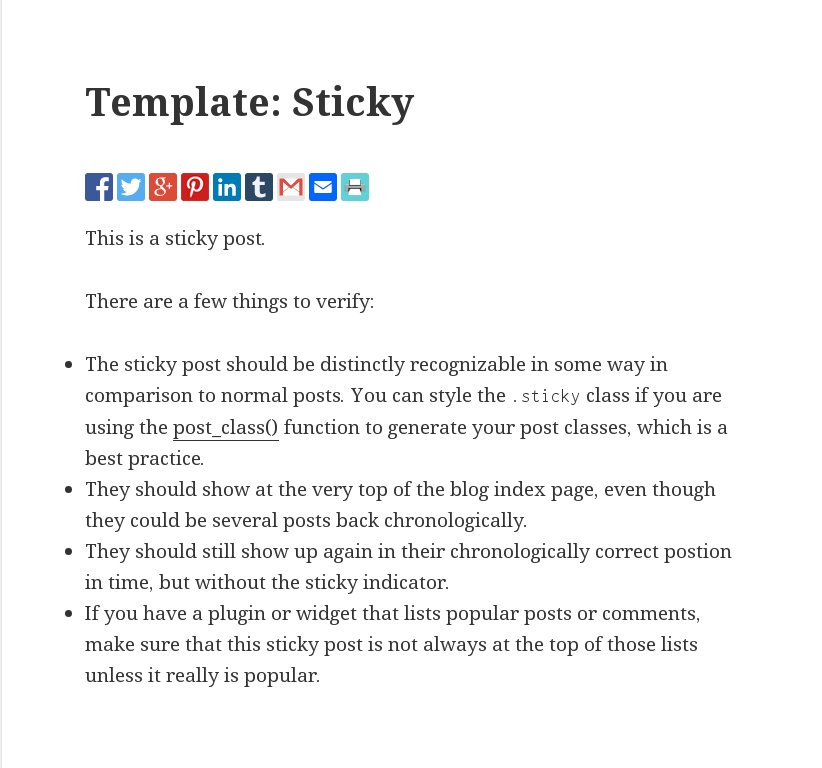 Template: Sticky
This is a sticky post.
There are a few things to verify:
The sticky post should be distinctly recognizable in some way in
comparison to normal posts. You can style the .sticky class if you are
using the post_class() function to generate your post classes, which is a
best practice.
They should show at the very top of the blog index page, even though
they could be several posts back chronologically.
They should still show up again in their chronologically correct postion
in time, but without the sticky indicator.
If you have a plugin or widget that lists popular posts or comments,
make sure that this sticky post is not always at the top of those lists
unless it really is popular.